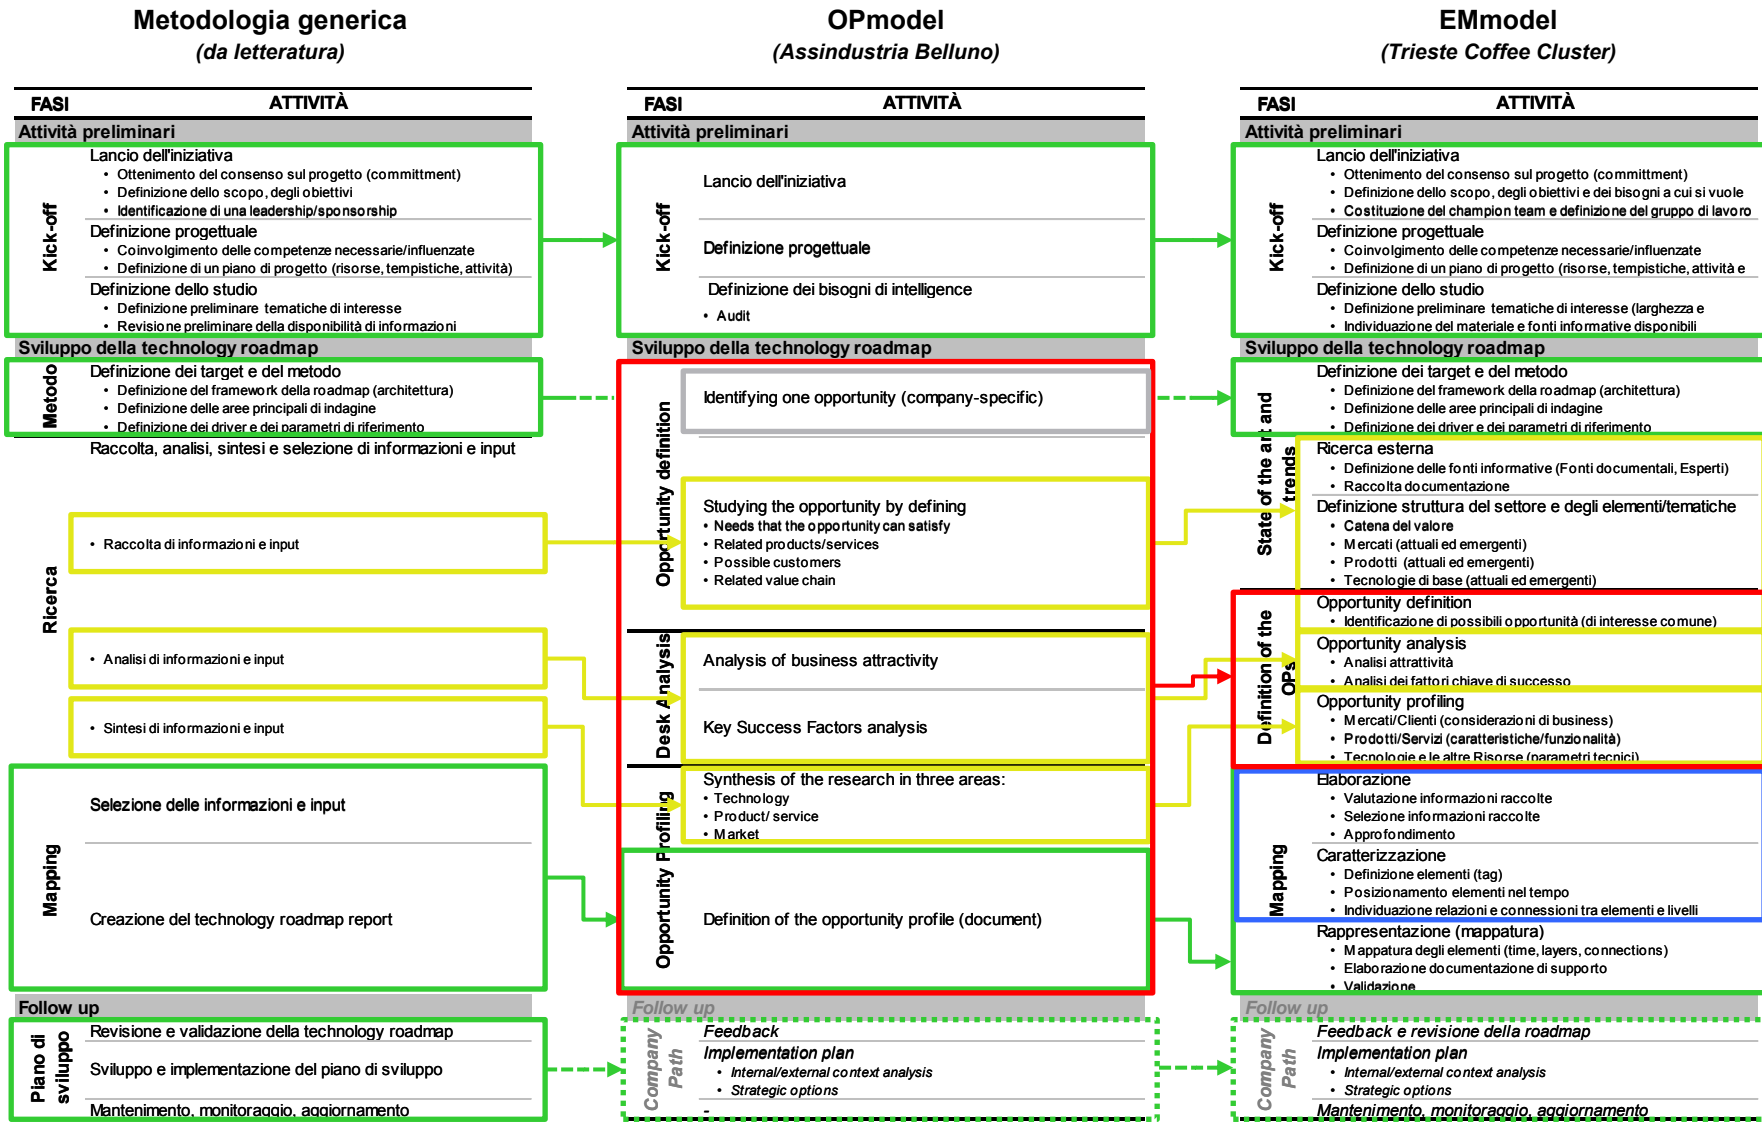 Metodologia generica
(da letteratura)
FASI ATTIVITÀ
Attività preliminari
Kick-off
Lancio dell'iniziativa
• Ottenimento del consenso sul progetto (committment)
• Definizione dello scopo, degli obiettivi
• Identificazione di una leadership/sponsorship
Definizione progettuale
• Coinvolgimento delle competenze necessarie/influenzate
• Definizione di un piano di progetto (risorse, tempistiche, attività)
Definizione dello studio
• Definizione preliminare tematiche di interesse
• Revisione preliminare della disponibilità di informazioni
Sviluppo della technology roadmap
Metodo
Definizione dei target e del metodo
• Definizione del framework della roadmap (architettura)
• Definizione delle aree principali di indagine
• Definizione dei driver e dei parametri di riferimento
Ricerca
Raccolta, analisi, sintesi e selezione di informazioni e input
• Raccolta di informazioni e input
• Analisi di informazioni e input
• Sintesi di informazioni e input
Mapping
Selezione delle informazioni e input
Creazione del technology roadmap report
Follow up
Piano di
sviluppo
Revisione e validazione della technology roadmap
Sviluppo e implementazione del piano di sviluppo
Mantenimento, monitoraggio, aggiornamento
OPmodel
(Assindustria Belluno)
FASI ATTIVITÀ
Attività preliminari
Kick-off
Lancio dell'iniziativa
Definizione progettuale
Definizione dei bisogni di intelligence
• Audit
Sviluppo della technology roadmap
Opportunity definition
Identifying one opportunity (company-specific)
Studying the opportunity by defining
• Needs that the opportunity can satisfy
• Related products/services
• Possible customers
• Related value chain
Desk Analysis
Analysis of business attractivity
Key Success Factors analysis
Opportunity Profiling
Synthesis of the research in three areas:
• Technology
• Product/ service
• Market
Definition of the opportunity profile (document)
Follow up
Company
Path
Feedback
Implementation plan
• Internal/external context analysis
• Strategic options
-
EMmodel
(Trieste Coffee Cluster)
FASI ATTIVITÀ
Attività preliminari
Kick-off
Lancio dell'iniziativa
• Ottenimento del consenso sul progetto (committment)
• Definizione dello scopo, degli obiettivi e dei bisogni a cui si vuole
• Costituzione del champion team e definizione del gruppo di lavoro
Definizione progettuale
• Coinvolgimento delle competenze necessarie/influenzate
• Definizione di un piano di progetto (risorse, tempistiche, attività e
Definizione dello studio
• Definizione preliminare tematiche di interesse (larghezza e
• Individuazione del materiale e fonti informative disponibili
Sviluppo della technology roadmap
State of the art and
trends
Definizione dei target e del metodo
• Definizione del framework della roadmap (architettura)
• Definizione delle aree principali di indagine
• Definizione dei driver e dei parametri di riferimento
Ricerca esterna
• Definizione delle fonti informative (Fonti documentali, Esperti)
• Raccolta documentazione
Definizione struttura del settore e degli elementi/tematiche
• Catena del valore
• Mercati (attuali ed emergenti)
• Prodotti (attuali ed emergenti)
• Tecnologie di base (attuali ed emergenti)
Definition of the
OPs
Opportunity definition
• Identificazione di possibili opportunità (di interesse comune)
Opportunity analysis
• Analisi attrattività
• Analisi dei fattori chiave di successo
Opportunity profiling
• Mercati/Clienti (considerazioni di business)
• Prodotti/Servizi (caratteristiche/funzionalità)
• Tecnologie e le altre Risorse (parametri tecnici)
Mapping
Elaborazione
• Valutazione informazioni raccolte
• Selezione informazioni raccolte
• Approfondimento
Caratterizzazione
• Definizione elementi (tag)
• Posizionamento elementi nel tempo
• Individuazione relazioni e connessioni tra elementi e livelli
Rappresentazione (mappatura)
• Mappatura degli elementi (time, layers, connections)
• Elaborazione documentazione di supporto
• Validazione
Follow up
Company
Path
Feedback e revisione della roadmap
Implementation plan
• Internal/external context analysis
• Strategic options
Mantenimento, monitoraggio, aggiornamento